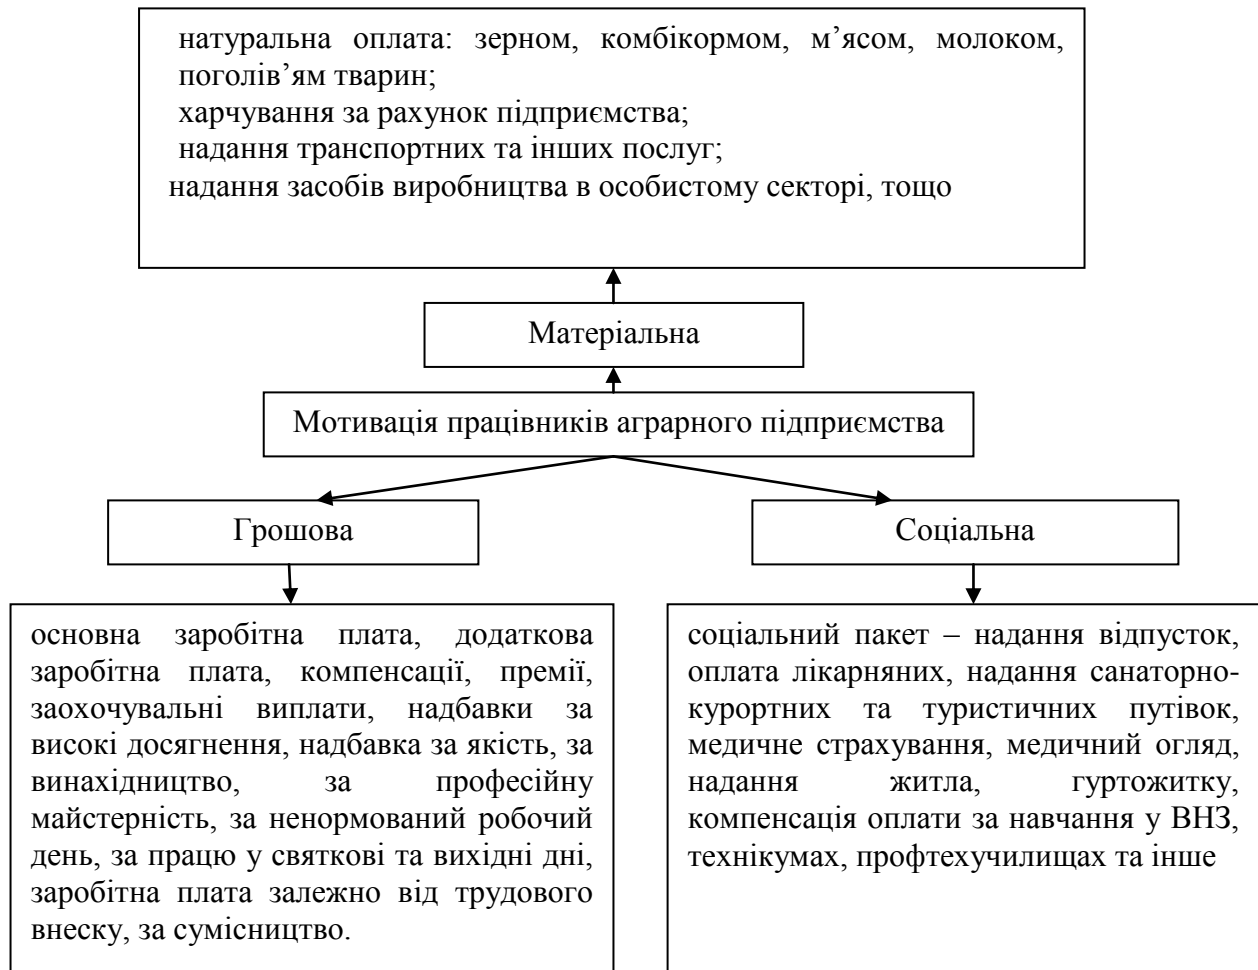 натуральна оплата: зерном, комбікормом, м’ясом, молоком,
поголів’ям тварин;
харчування за рахунок підприємства;
надання транспортних та інших послуг;
надання засобів виробництва в особистому секторі, тощо
Матеріальна
Мотивація працівників аграрного підприємства
Грошова
Соціальна
основна заробітна плата, додаткова
заробітна плата, компенсації, премії,
заохочувальні виплати, надбавки за
високі досягнення, надбавка за якість, за
винахідництво, за професійну
майстерність, за ненормований робочий
день, за працю у святкові та вихідні дні,
заробітна плата залежно від трудового
внеску, за сумісництво.
соціальний пакет – надання відпусток,
оплата лікарняних, надання санаторно-
курортних та туристичних путівок,
медичне страхування, медичний огляд,
надання житла, гуртожитку,
компенсація оплати за навчання у ВНЗ,
технікумах, профтехучилищах та інше